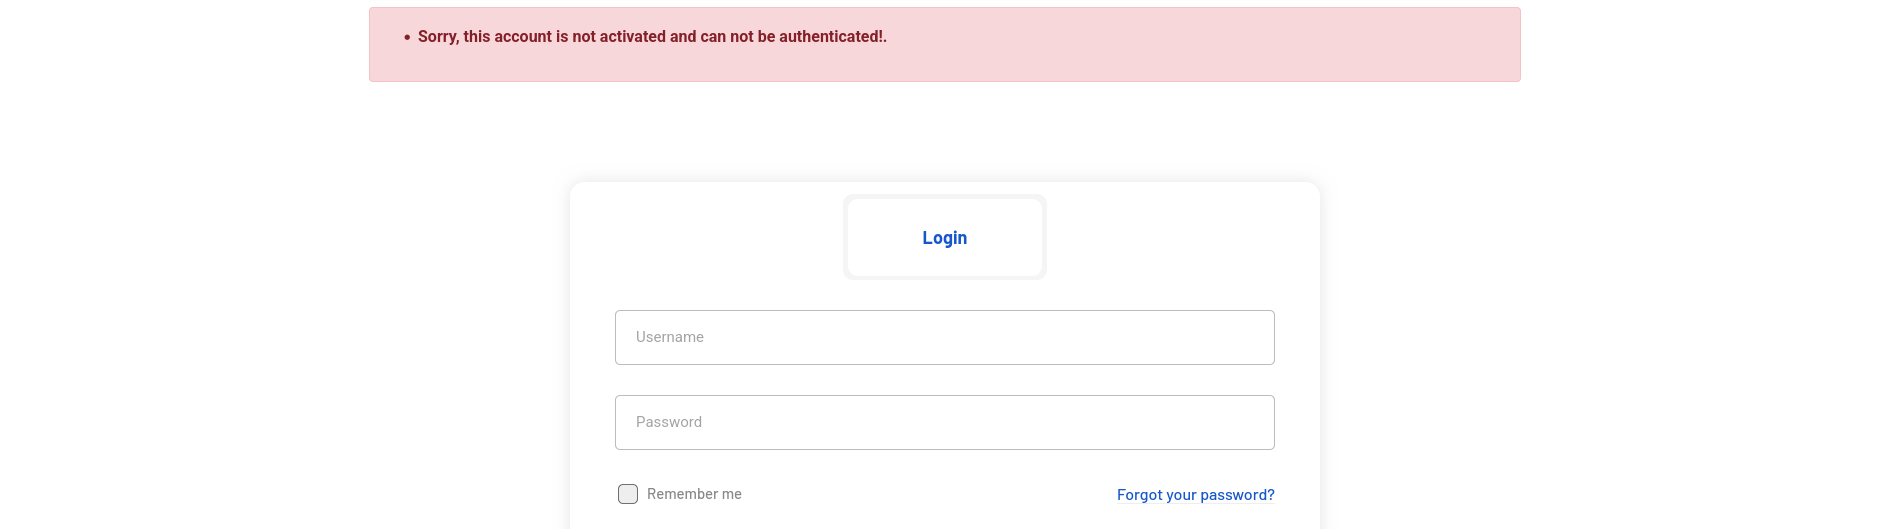 • Sorry, this account is not activated and can not be authenticated!.
Login
Username
Password
Remember me
Forgot your password?